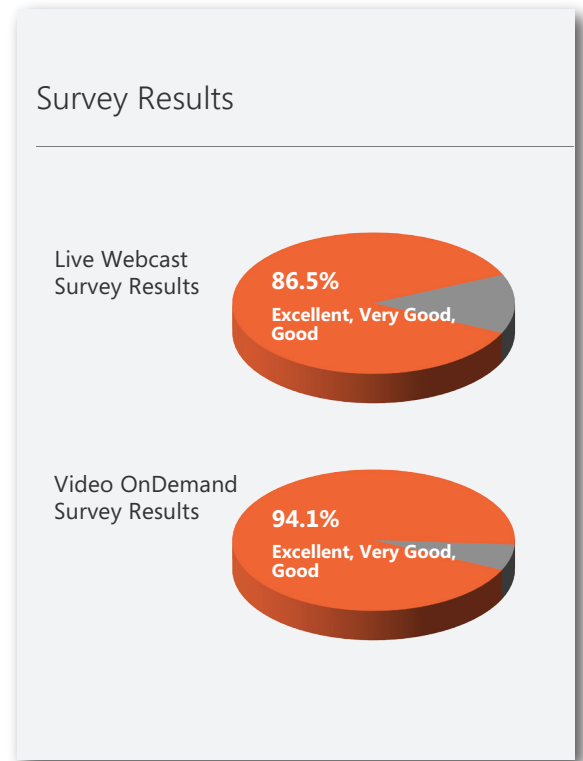 Survey Results
Live Webcast
Survey Results
86.5%
Excellent, Very Good,
Good
Video OnDemand
Survey Results
94.1%
Excellent, Very Good,
Good